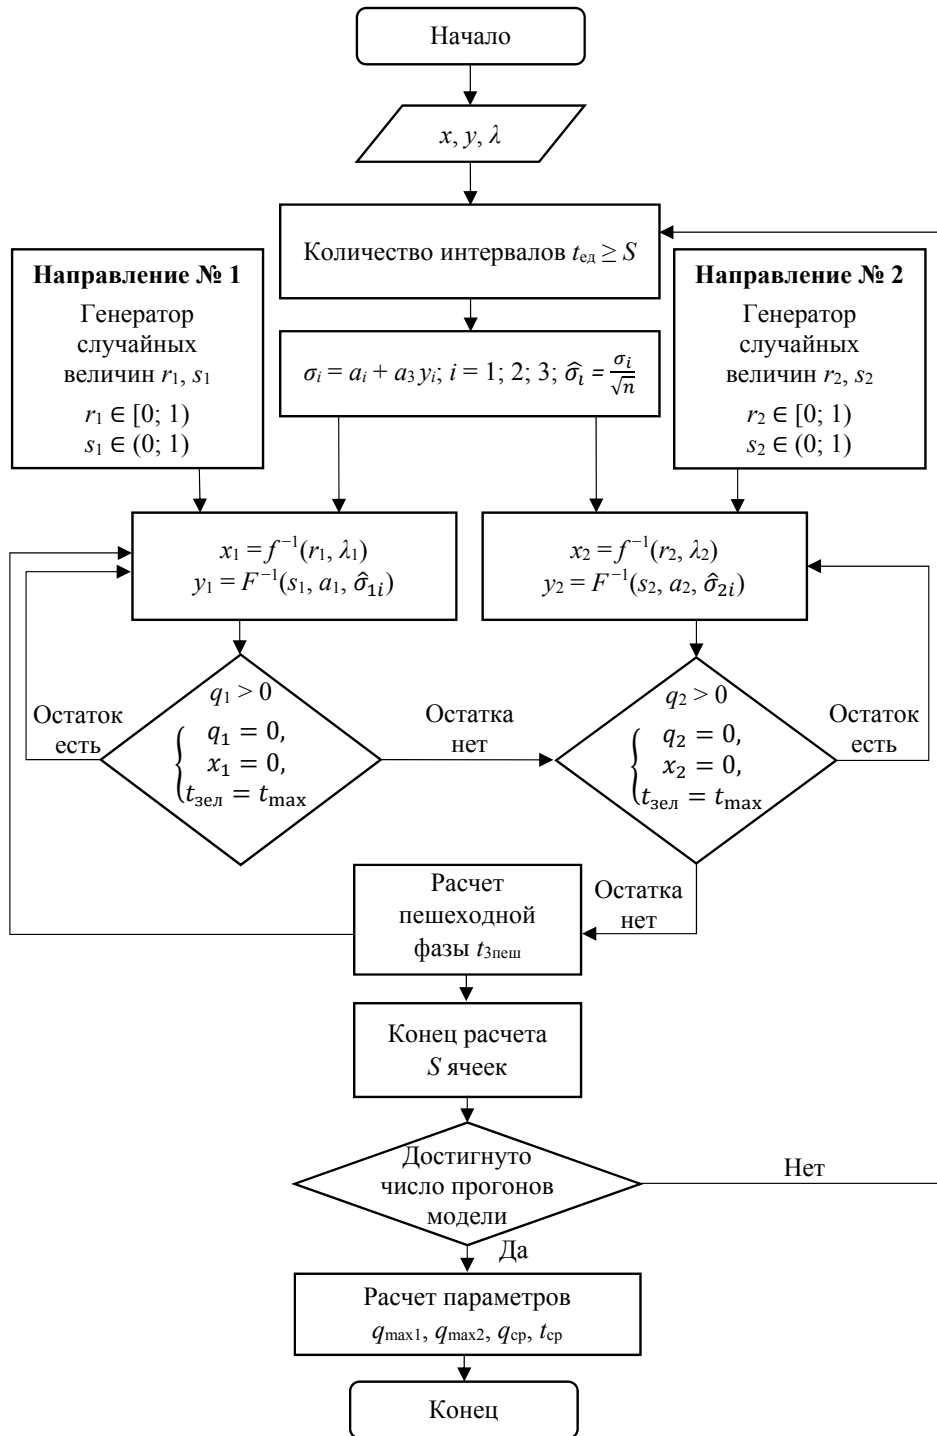 Начало
x, y, λ
Количество интервалов tед ≥ S
Направление № 1
Генератор
случайных
величин r1, s1
r1 ∈ [0; 1)
s1 ∈ (0; 1)
Направление № 2
Генератор
случайных
величин r2, s2
r2 ∈ [0; 1)
s2 ∈ (0; 1)
σi = ai + a3 yi; i = 1; 2; 3; σ̂ι = σi/√n
x1 = f⁻¹(r1, λ1)
y1 = F⁻¹(s1, a1, σ̂1i)
x2 = f⁻¹(r2, λ2)
y2 = F⁻¹(s2, a2, σ̂2i)
Остаток
есть
q1 > 0
q1 = 0,
x1 = 0,
tзел = tmax
Остатка
нет
q2 > 0
q2 = 0,
x2 = 0,
tзел = tmax
Остаток
есть
Остатка
нет
Расчет
пешеходной
фазы t3пеш
Конец расчета
S ячеек
Достигнуто
число прогонов
модели
Нет
Да
Расчет параметров
qmax1, qmax2, qср, tср
Конец